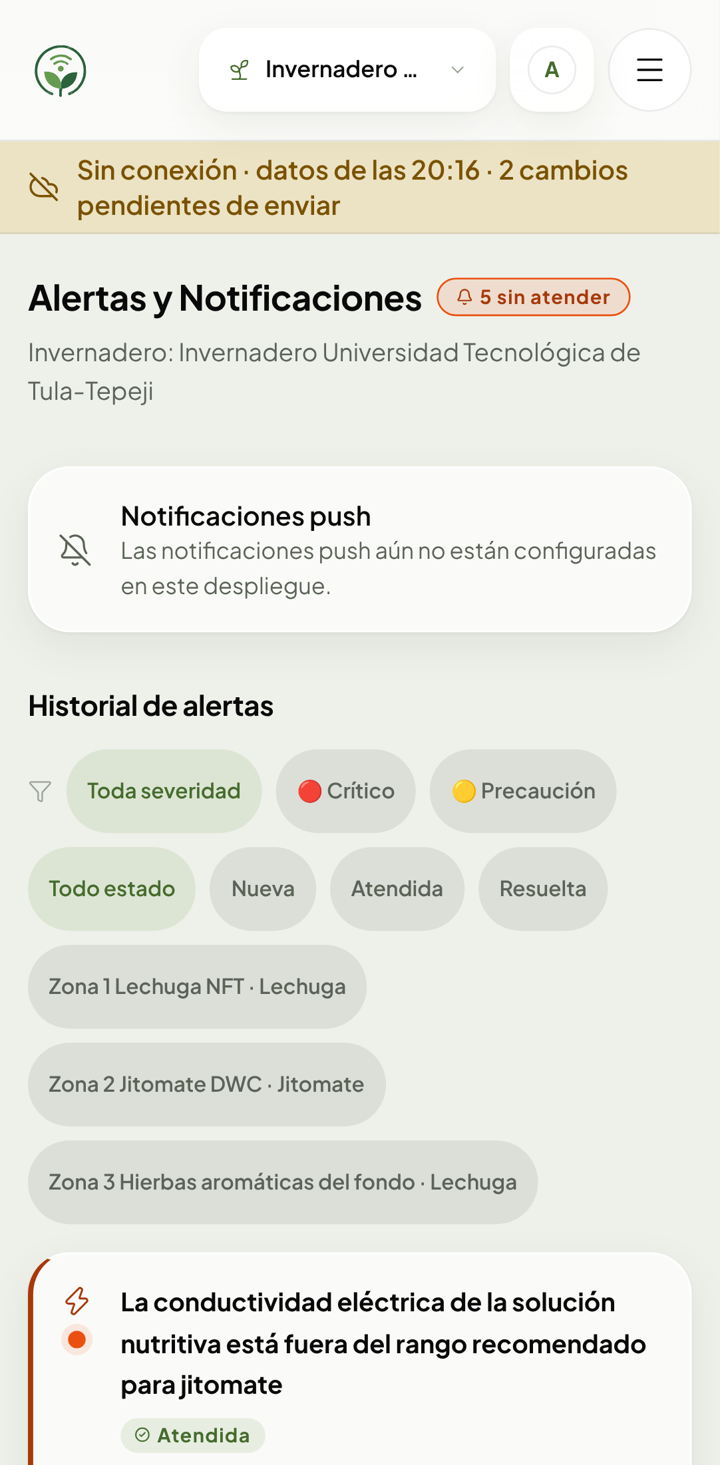 Invernadero ...
A
Sin conexión · datos de las 20:16 · 2 cambios
pendientes de enviar
Alertas y Notificaciones
5 sin atender
Invernadero: Invernadero Universidad Tecnológica de
Tula-Tepeji
Notificaciones push
Las notificaciones push aún no están configuradas
en este despliegue.
Historial de alertas
Toda severidad
Crítico
Precaución
Todo estado
Nueva
Atendida
Resuelta
Zona 1 Lechuga NFT · Lechuga
Zona 2 Jitomate DWC · Jitomate
Zona 3 Hierbas aromáticas del fondo · Lechuga
La conductividad eléctrica de la solución
nutritiva está fuera del rango recomendado
para jitomate
Atendida